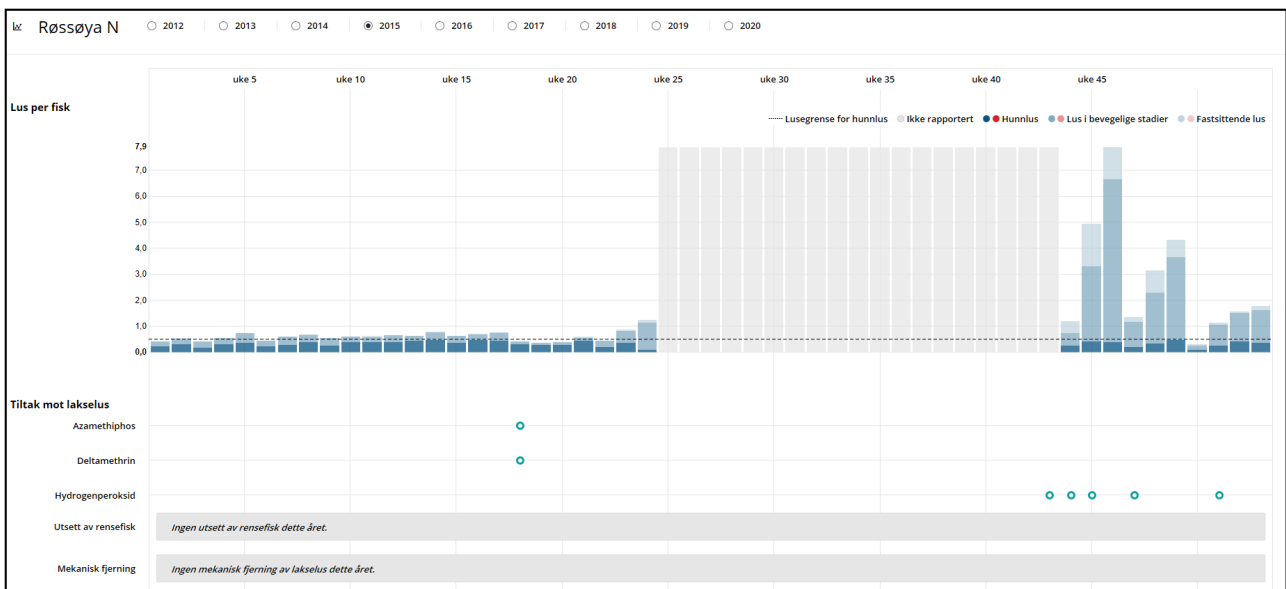 Røssøya N 2012 2013 2014 2015 2016 2017 2018 2019 2020
uke 5 uke 10 uke 15 uke 20 uke 25 uke 30 uke 35 uke 40 uke 45
Lus per fisk
Lusegrense for hunnlus Ikke rapportert Hunnlus Lus i bevegelige stadier Fastsittende lus
7,9
7,0
6,0
5,0
4,0
3,0
2,0
1,0
0,0
Tiltak mot lakselus
Azamethiphos
Deltamethrin
Hydrogenperoksid
Utsett av rensefisk Ingen utsett av rensefisk dette året.
Mekanisk fjerning Ingen mekanisk fjerning av lakselus dette året.